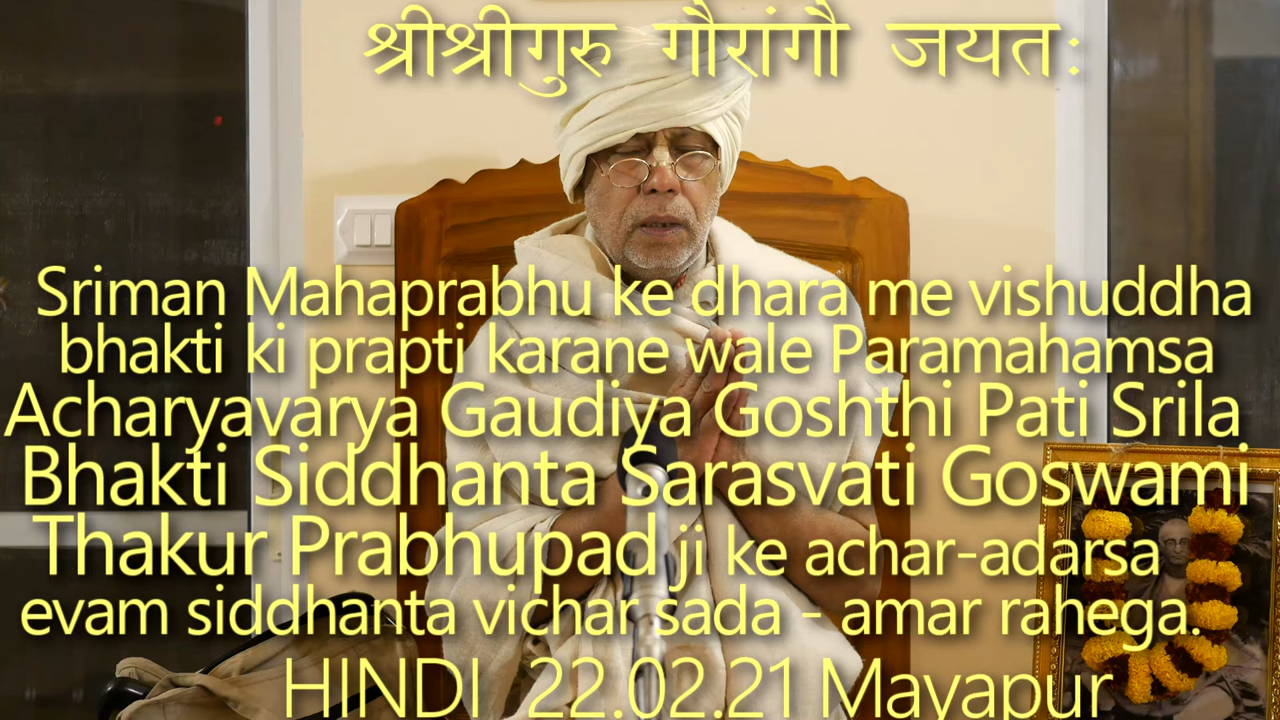 श्रीश्रीगुरु गौरांगौ जयतः
Sriman Mahaprabhu ke dhara me vishuddha
bhakti ki prapti karane wale Paramahamsa
Acharyavarya Gaudiya Goshthi Pati Srila
Bhakti Siddhanta Sarasvati Goswami
Thakur Prabhupad ji ke achar-adarsa
evam siddhanta vichar sada - amar rahega.
HINDI 22.02.21 Mayapur